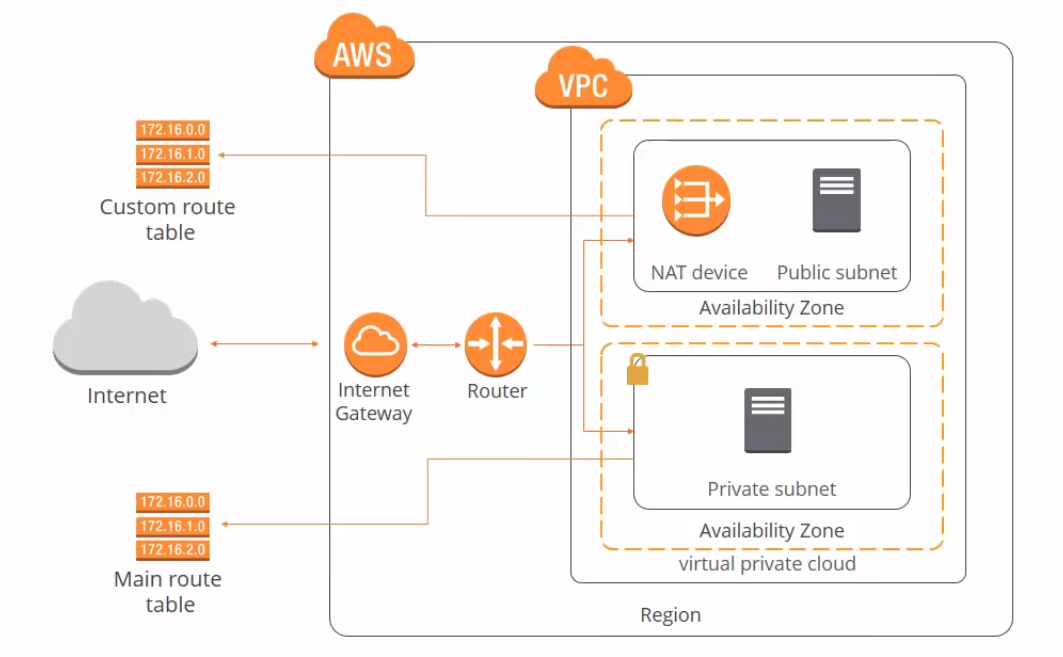 AWS
VPC
172.16.0.0
172.16.1.0
172.16.2.0
Custom route
table
NAT device
Public subnet
Availability Zone
Internet
Internet
Gateway
Router
Private subnet
Availability Zone
virtual private cloud
172.16.0.0
172.16.1.0
172.16.2.0
Main route
table
Region